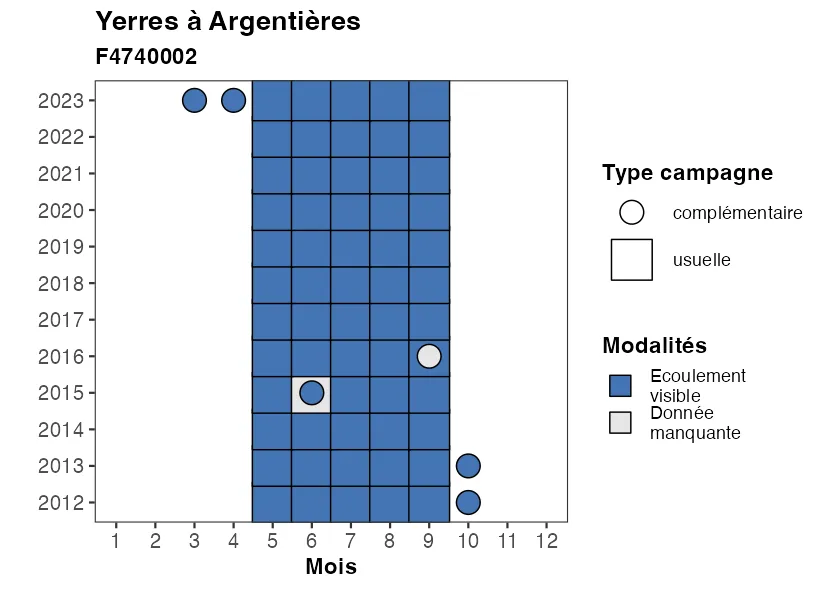 Yerres à Argentières
F4740002
2023
2022
2021
2020
2019
2018
2017
2016
2015
2014
2013
2012
1 2 3 4 5 6 7 8 9 10 11 12
Mois
Type campagne
complémentaire
usuelle
Modalités
Ecoulement
visible
Donnée
manquante